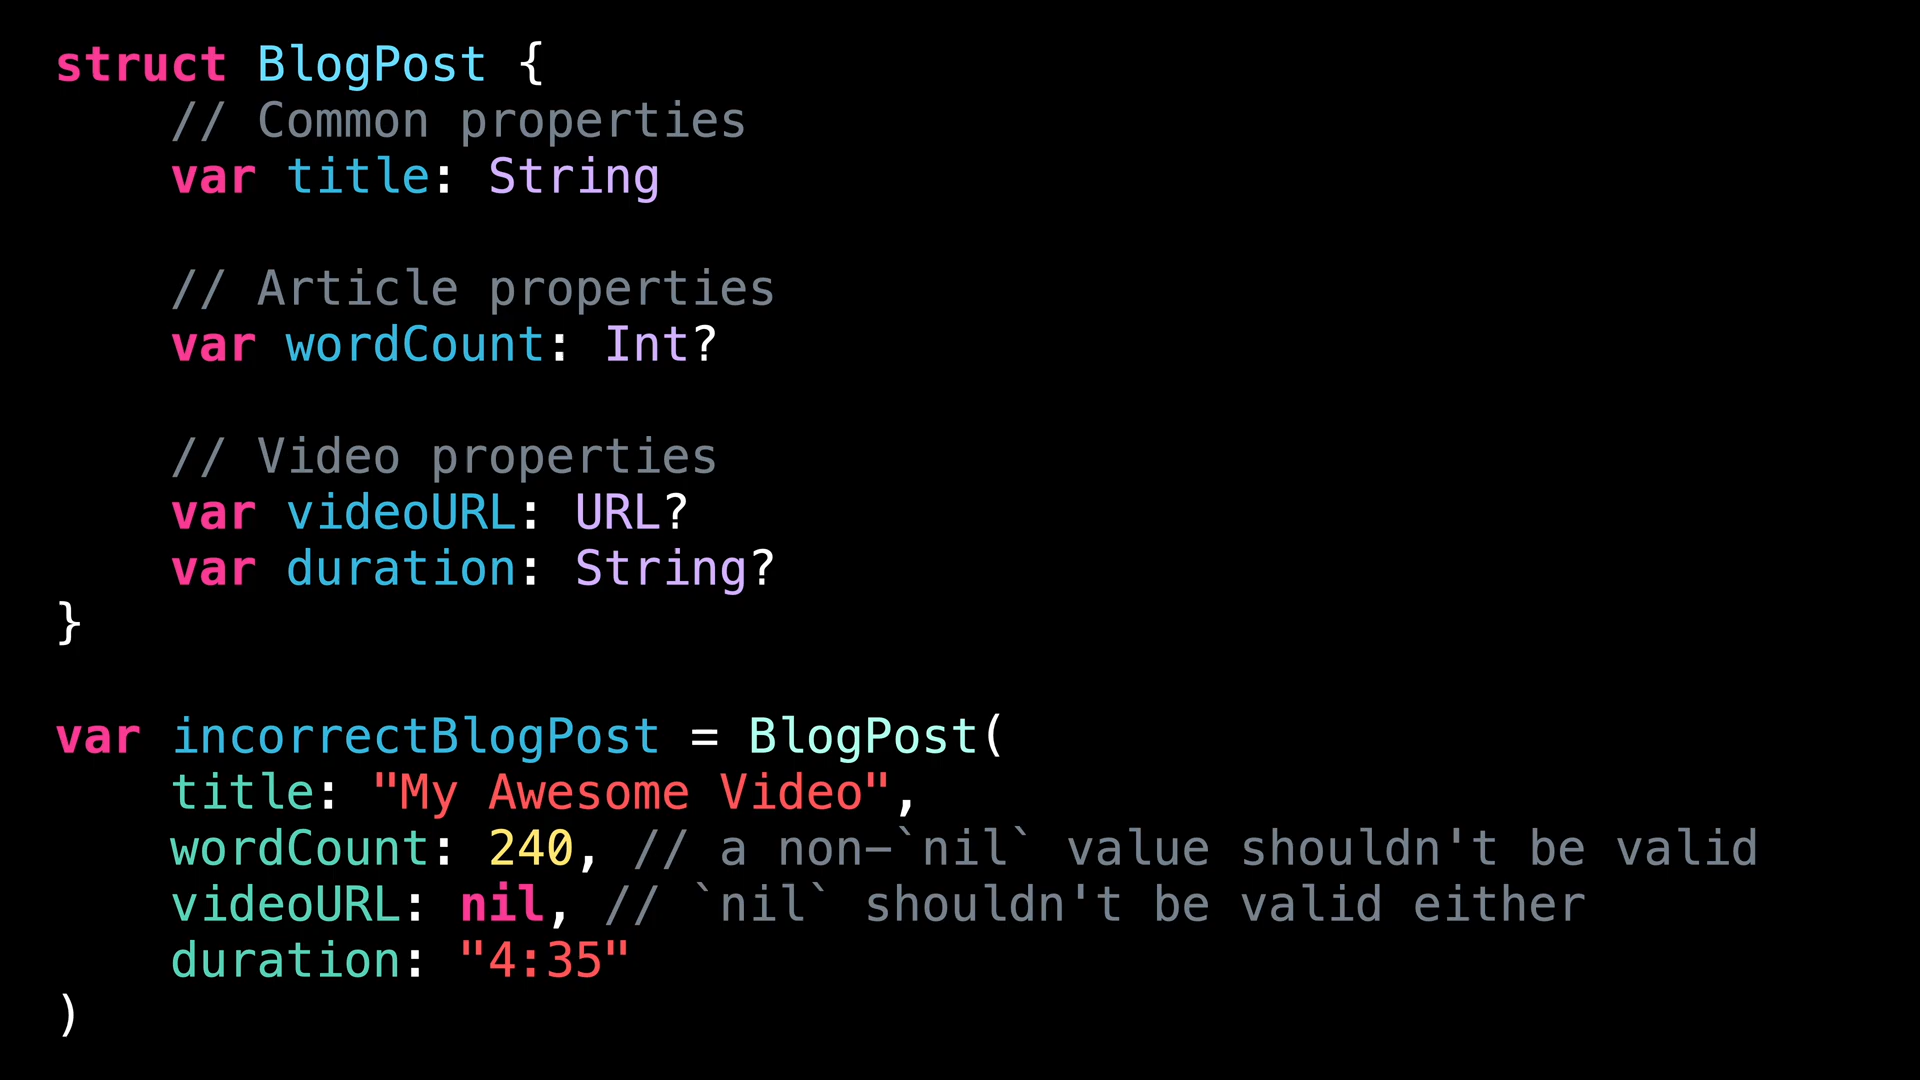 struct BlogPost {
// Common properties
var title: String
// Article properties
var wordCount: Int?
// Video properties
var videoURL: URL?
var duration: String?
}
var incorrectBlogPost = BlogPost(
title: "My Awesome Video",
wordCount: 240, // a non-`nil` value shouldn't be valid
videoURL: nil, // `nil` shouldn't be valid either
duration: "4:35"
)